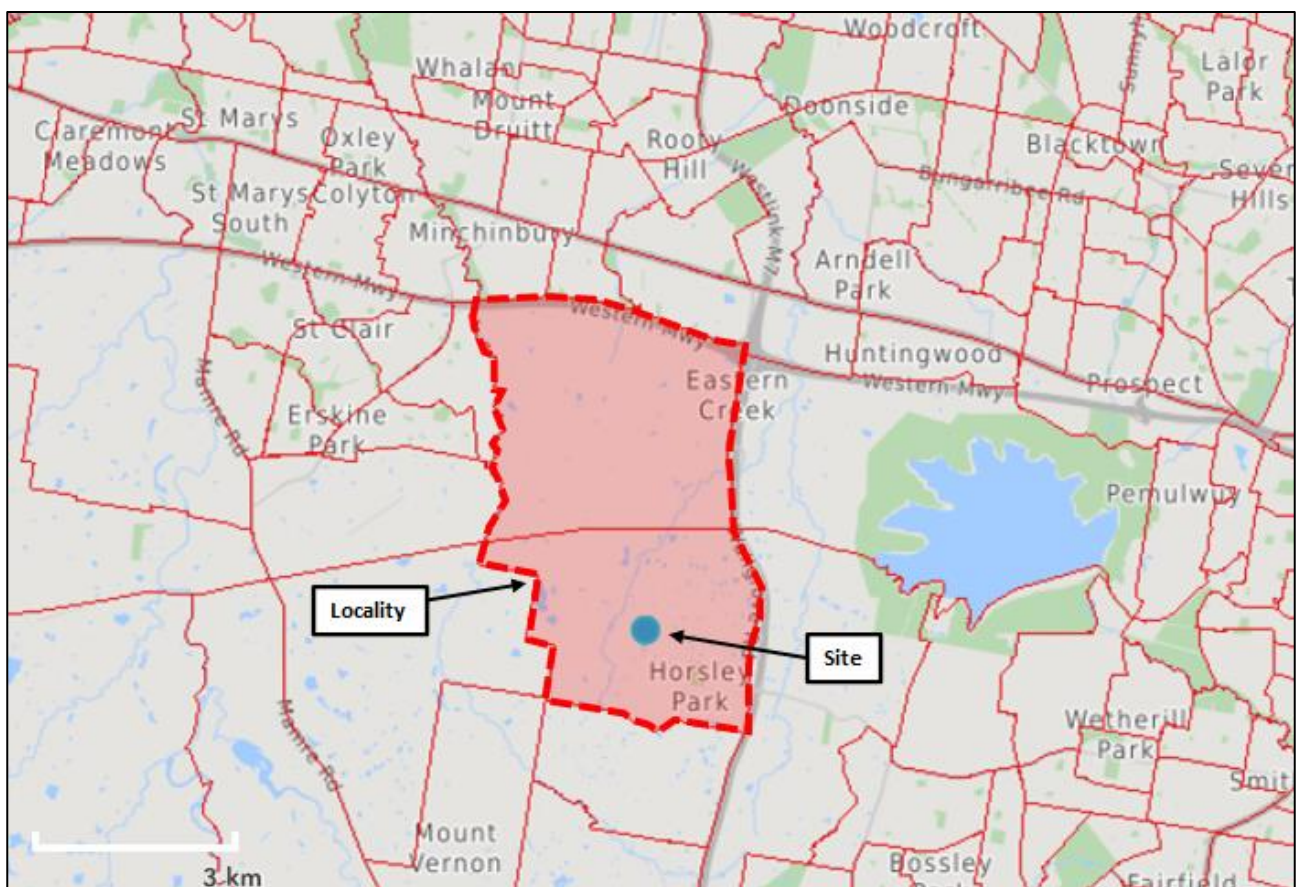 Woodcroft
Sunny
Lalor
Park
Whalan
Mount
Druitt
Doonside
St Marys
Claremont
Meadows
Oxley
Park
Rooty
Hill
Blacktown
Seven
Hills
Westlink M7
Bungarribee Rd
St Marys
South
Colyton
Minchinbury
Arndell
Park
Western Mwy
Western Mwy
St Clair
Huntingwood
Eastern
Creek
Western Mwy
Prospect
Mamre Rd
Erskine
Park
Pemulwuy
Locality
Site
Horsley
Park
Wetherill
Park
Mamre Rd
Smit
Mount
Vernon
3 km
Bossley
Fairfield